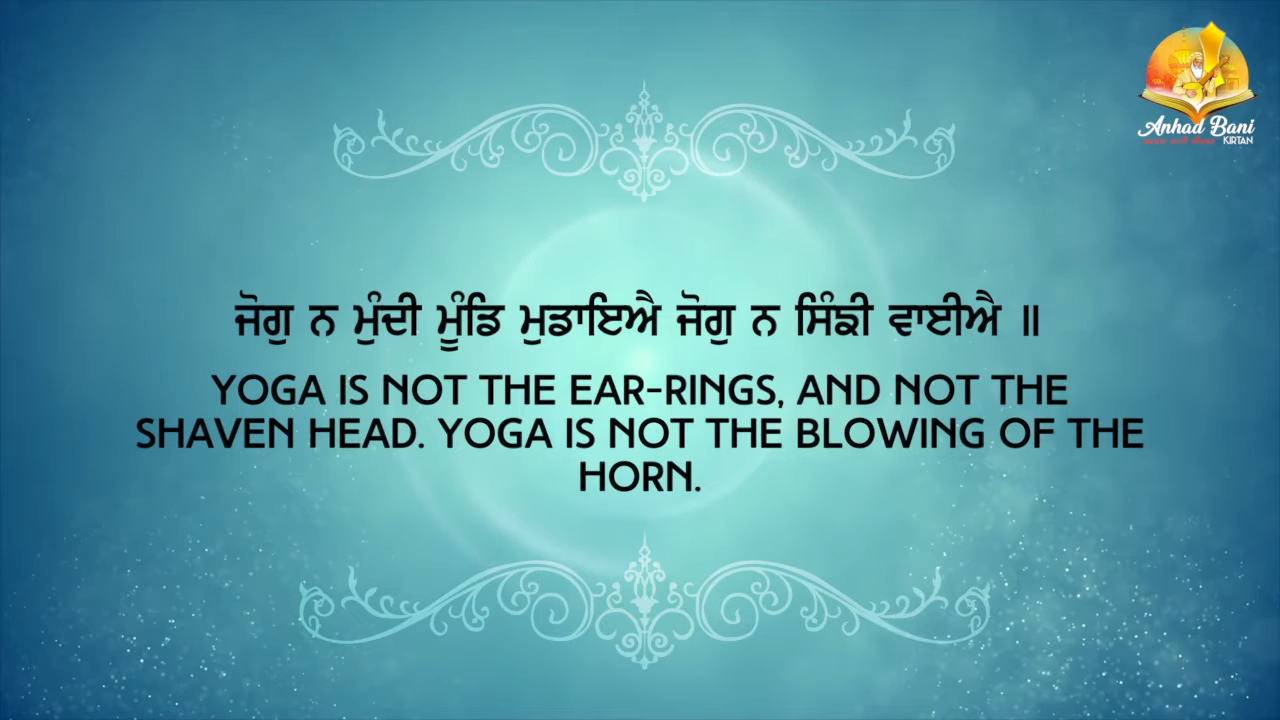 Anhad Bani
KIRTAN
ਜੋਗੁ ਨ ਮੁੰਦੀ ਮੂੰਡਿ ਮੁਡਾਇਐ ਜੋਗੁ ਨ ਸਿੰਙੀ ਵਾਈਐ ॥
YOGA IS NOT THE EAR-RINGS, AND NOT THE
SHAVEN HEAD. YOGA IS NOT THE BLOWING OF THE
HORN.